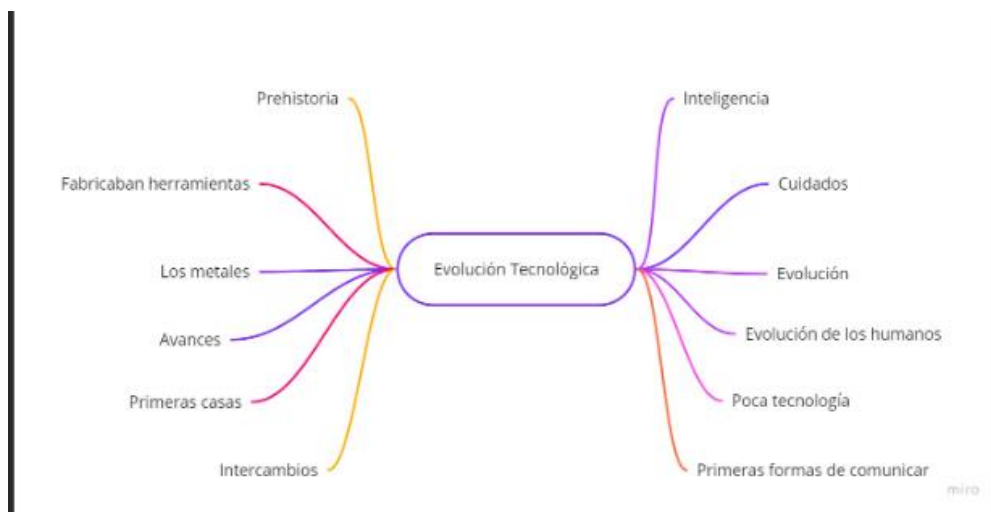 Prehistoria
Fabricaban herramientas
Los metales
Avances
Primeras casas
Intercambios
Evolución Tecnológica
Inteligencia
Cuidados
Evolución
Evolución de los humanos
Poca tecnología
Primeras formas de comunicar
miro